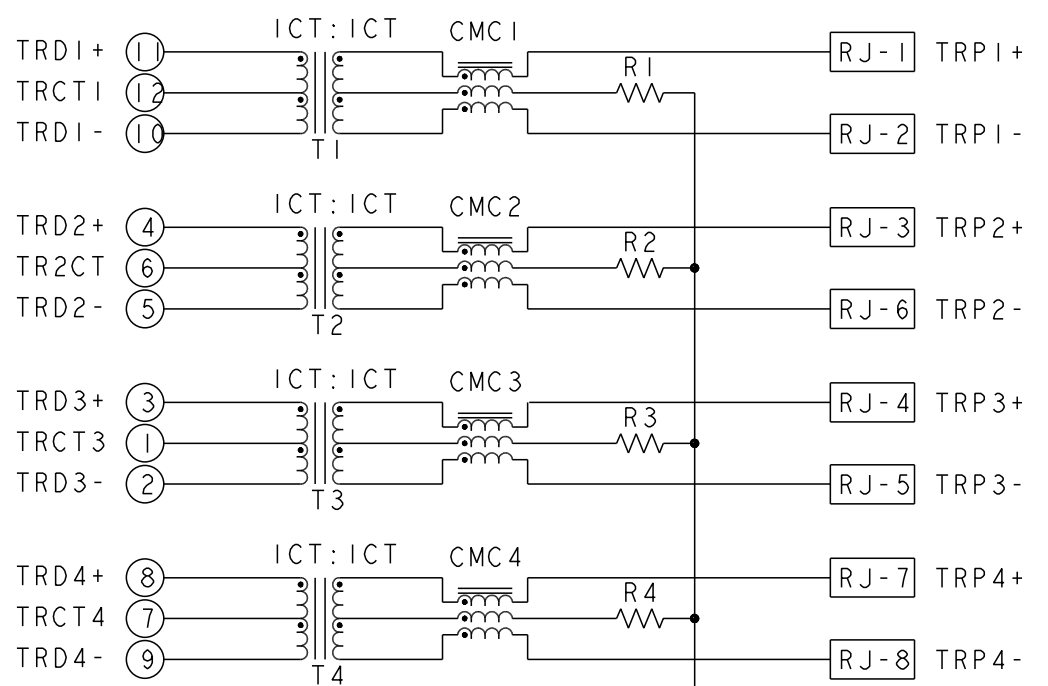 1CT:1CT CMC1
TRD1+ 11 RJ-1 TRP1+
R1
TRCT1 12
TRD1- 10 RJ-2 TRP1-
T1
1CT:1CT CMC2
TRD2+ 4 RJ-3 TRP2+
R2
TR2CT 6
TRD2- 5 RJ-6 TRP2-
T2
1CT:1CT CMC3
TRD3+ 3 RJ-4 TRP3+
R3
TRCT3 1
TRD3- 2 RJ-5 TRP3-
T3
1CT:1CT CMC4
TRD4+ 8 RJ-7 TRP4+
R4
TRCT4 7
TRD4- 9 RJ-8 TRP4-
T4